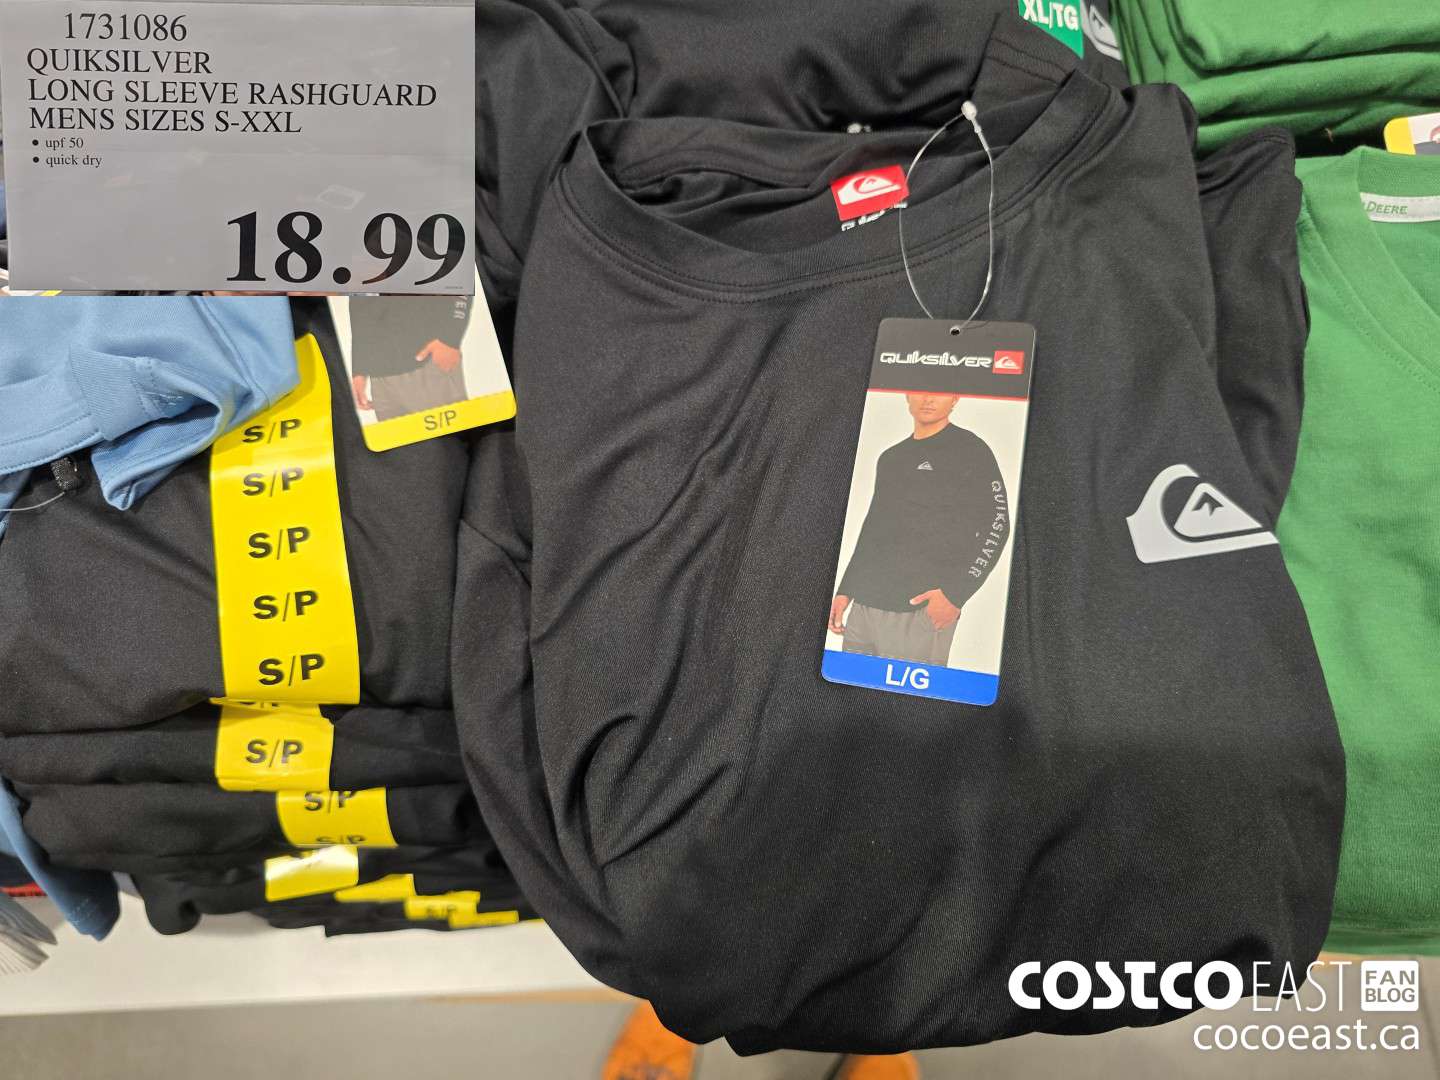 1731086
QUIKSILVER
LONG SLEEVE RASHGUARD
MENS SIZES S-XXL
• upf 50
• quick dry
18.99
XL/TG
DEERE
QUIKSILVER
QUIKSILVER
L/G
S/P
S/P
S/P
S/P
S/P
S/P
S/P
S/P
S/P
COSTCO EAST FAN BLOG
cocoeast.ca